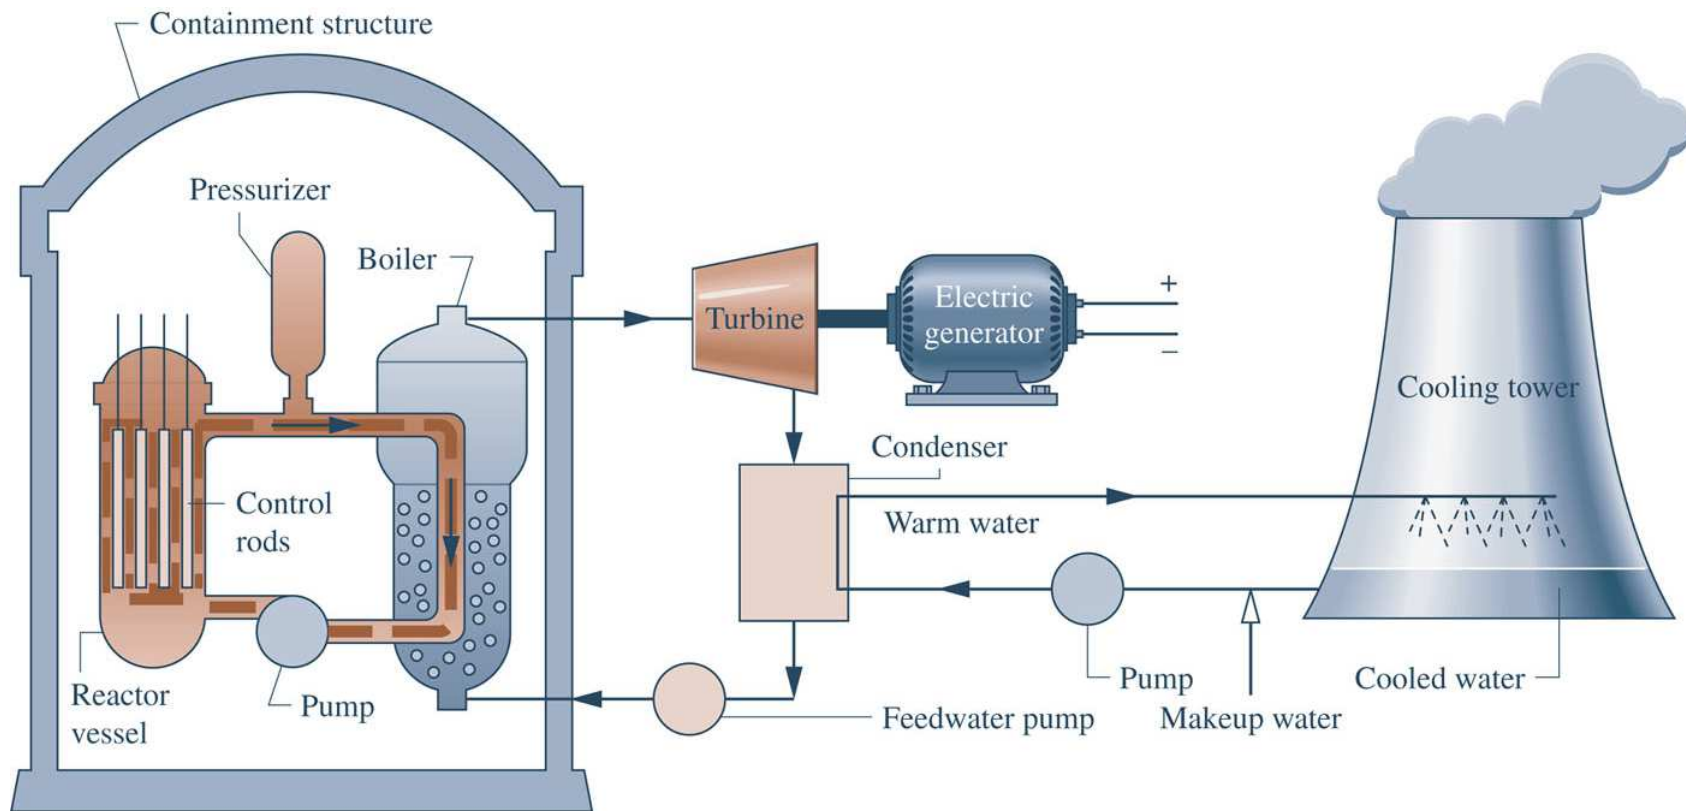 Containment structure
Pressurizer
Boiler
Turbine
Electric
generator
+
–
Cooling tower
Condenser
Control
rods
Warm water
Reactor
vessel
Pump
Feedwater pump
Pump
Makeup water
Cooled water